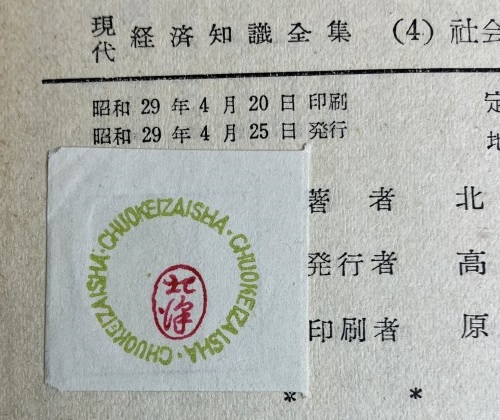 現代 経済知識全集 (4) 社会
昭和 29 年 4 月 20 日 印刷 定
昭和 29 年 4 月 25 日 発行 地
著者 北
発行者 高
印刷者 原
* *
CHUOKEIZAISHA・CHUOKEIZAISHA・CHUOKEIZAISHA・